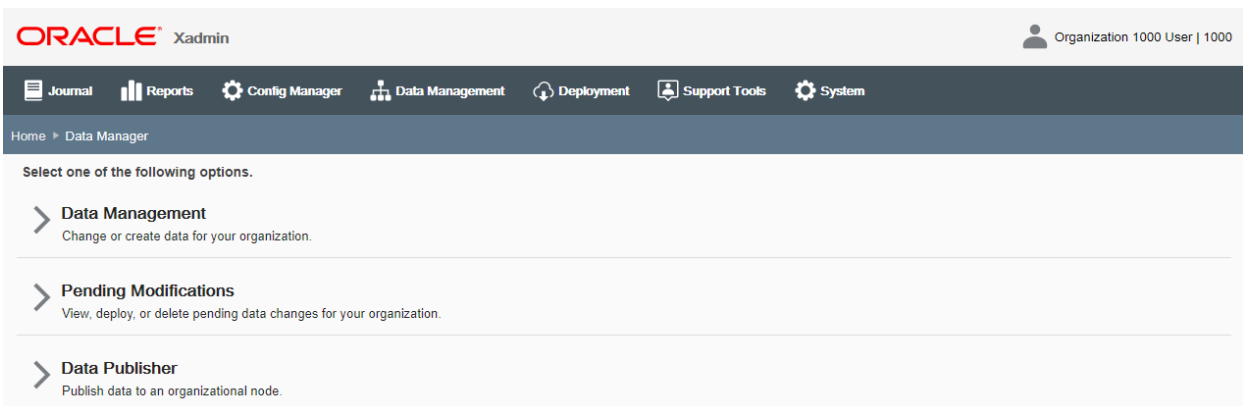 ORACLE® Xadmin
Organization 1000 User | 1000
Journal Reports Config Manager Data Management Deployment Support Tools System
Home Data Manager
Select one of the following options.
Data Management
Change or create data for your organization.
Pending Modifications
View, deploy, or delete pending data changes for your organization.
Data Publisher
Publish data to an organizational node.